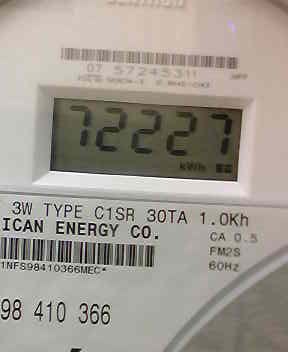 07 57245311
72227
kWh
3W TYPE C1SR 30TA 1.0Kh
ICAN ENERGY CO.
CA 0.5
FM2S
1NFS98410366MEC*
60Hz
98 410 366